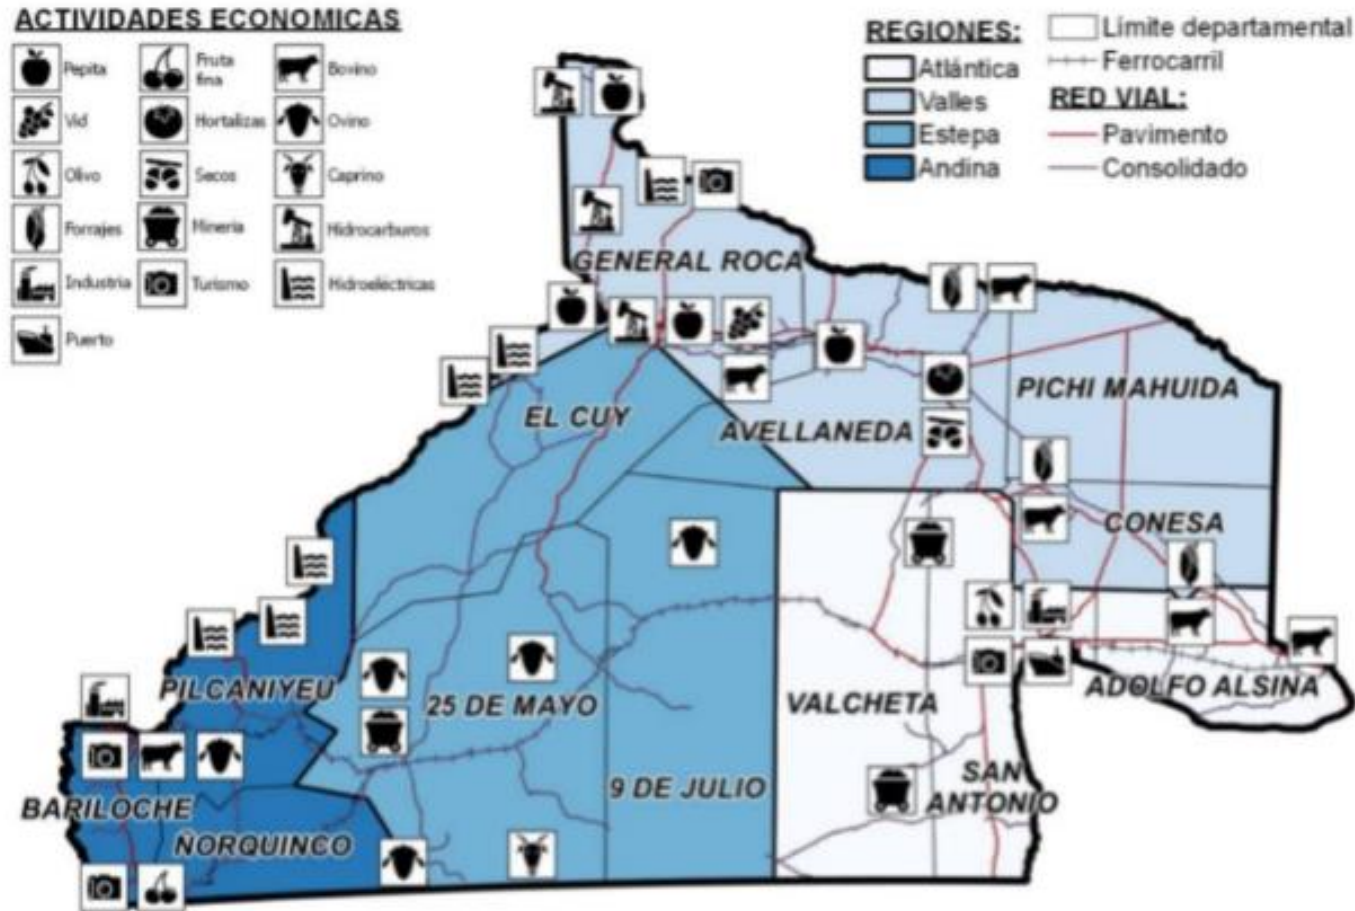 ACTIVIDADES ECONOMICAS
Pepita
Fruta fina
Bovino
Vid
Hortalizas
Ovino
Olivo
Secos
Caprino
Forrajes
Minería
Hidrocarburos
Industria
Turismo
Hidroeléctricas
Puerto
REGIONES:
Atlántica
Valles
Estepa
Andina
Límite departamental
Ferrocarril
RED VIAL:
Pavimento
Consolidado
GENERAL ROCA
PICHI MAHUIDA
EL CUY
AVELLANEDA
CONESA
PILCANIYEU
25 DE MAYO
VALCHETA
ADOLFO ALSINA
9 DE JULIO
SAN
ANTONIO
BARILOCHE
ÑORQUINCO